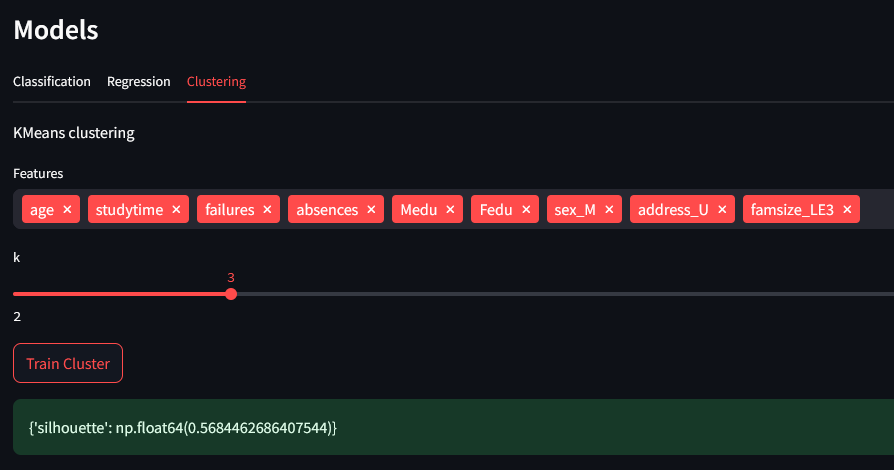 Models
Classification Regression Clustering
KMeans clustering
Features
age × studytime × failures × absences × Medu × Fedu × sex_M × address_U × famsize_LE3 ×
k
3
2
Train Cluster
{'silhouette': np.float64(0.5684462686407544)}